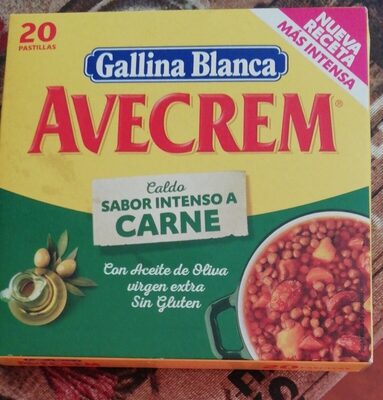 20
PASTILLAS
Gallina Blanca
NUEVA
RECETA
MÁS INTENSA
AVECREM®
Caldo
SABOR INTENSO A
CARNE
Con Aceite de Oliva
virgen extra
Sin Gluten